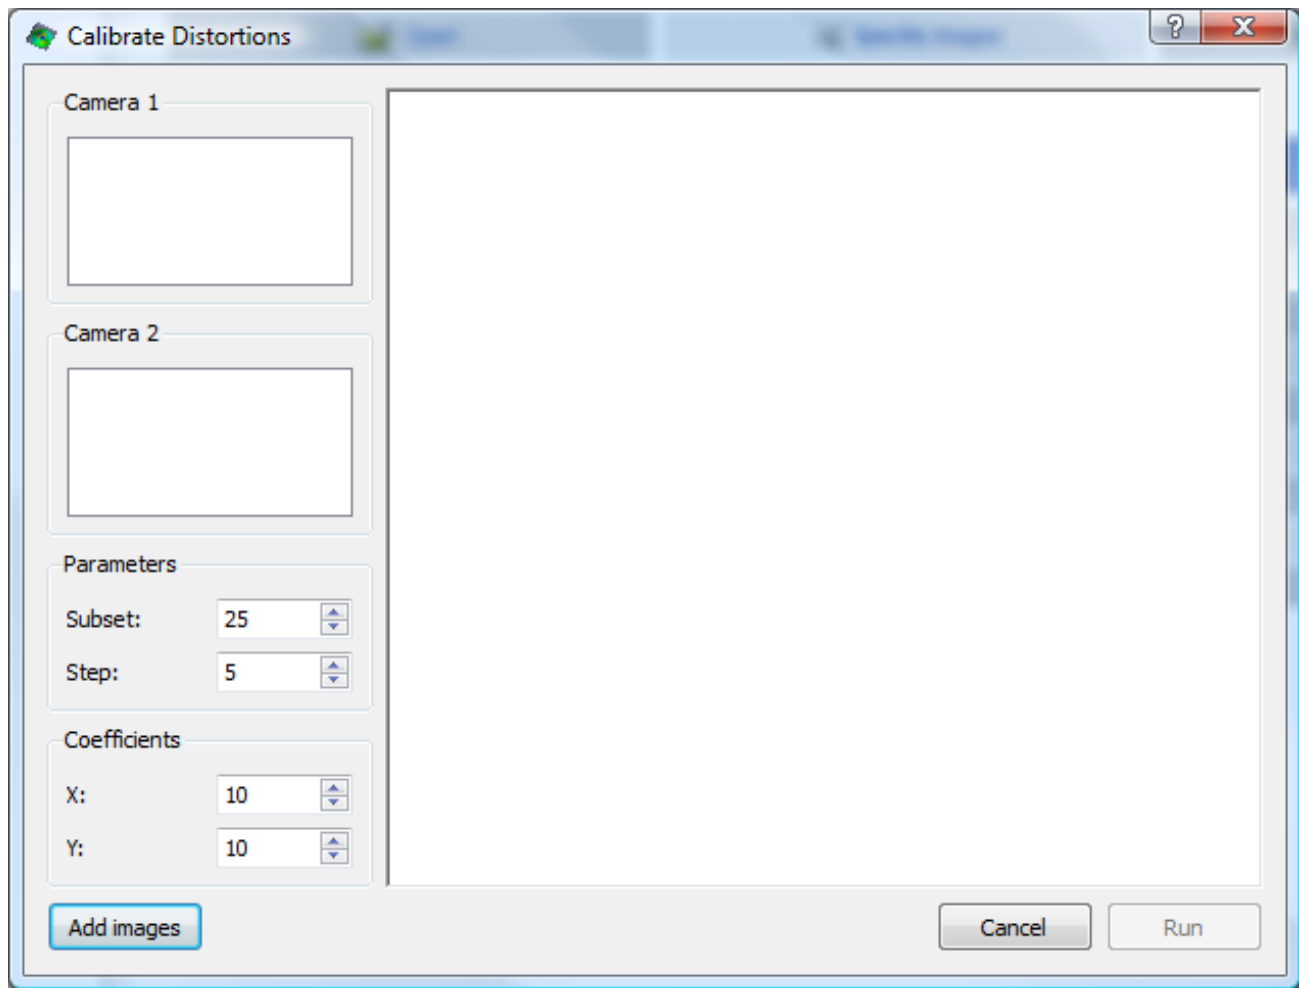 Calibrate Distortions
?
X
Camera 1
Camera 2
Parameters
Subset: 25
Step: 5
Coefficients
X: 10
Y: 10
Add images
Cancel
Run